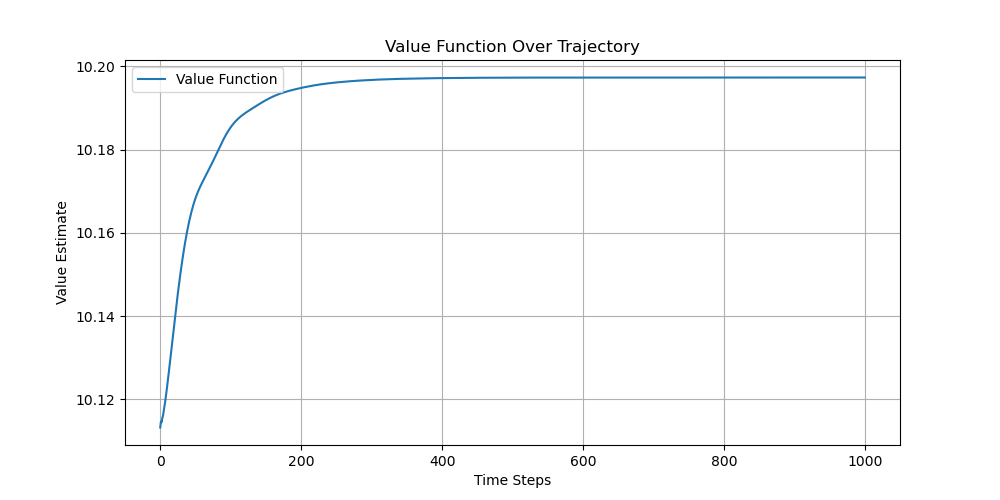 Value Function Over Trajectory
Value Function
Value Estimate
10.20
10.18
10.16
10.14
10.12
0 200 400 600 800 1000
Time Steps